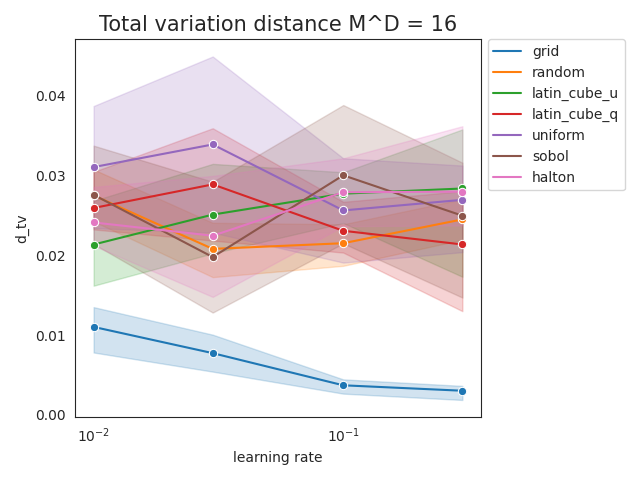 Total variation distance M^D = 16
grid
random
latin_cube_u
latin_cube_q
uniform
sobol
halton
d_tv
0.04
0.03
0.02
0.01
0.00
10⁻² 10⁻¹
learning rate